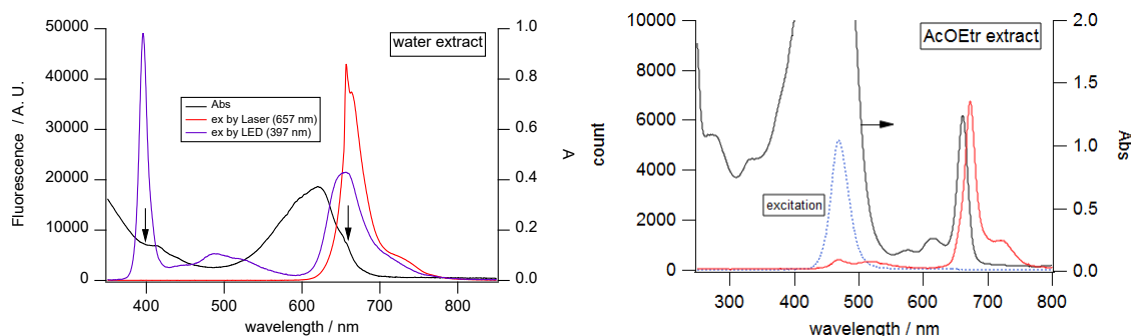 water extract
Abs
ex by Laser (657 nm)
ex by LED (397 nm)
Fluorescence / A. U.
50000
40000
30000
20000
10000
0
1.0
0.8
0.6
0.4
0.2
0.0
A
400
500
600
700
800
wavelength / nm
AcOEtr extract
excitation
count
10000
8000
6000
4000
2000
0
2.0
1.5
1.0
0.5
0.0
Abs
300
400
500
600
700
800
wavelength / nm